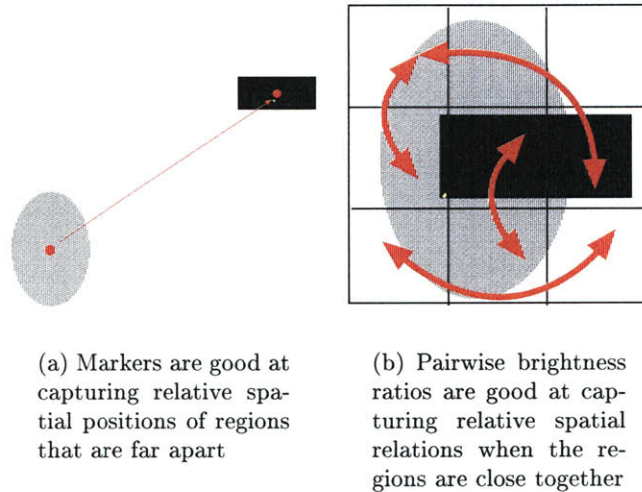 (a) Markers are good at
capturing relative spa-
tial positions of regions
that are far apart
(b) Pairwise brightness
ratios are good at cap-
turing relative spatial
relations when the re-
gions are close together